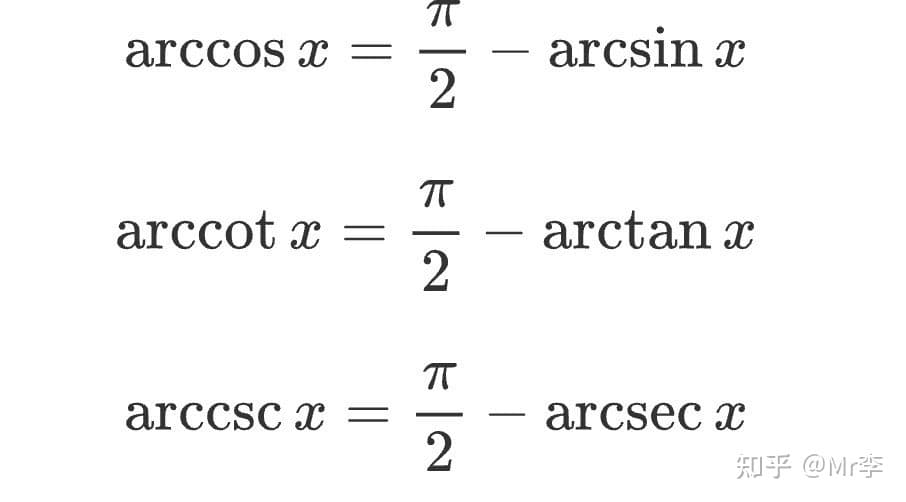 arccos x = π/2 − arcsin x
arccot x = π/2 − arctan x
arccsc x = π/2 − arcsec x
知乎 @Mr李